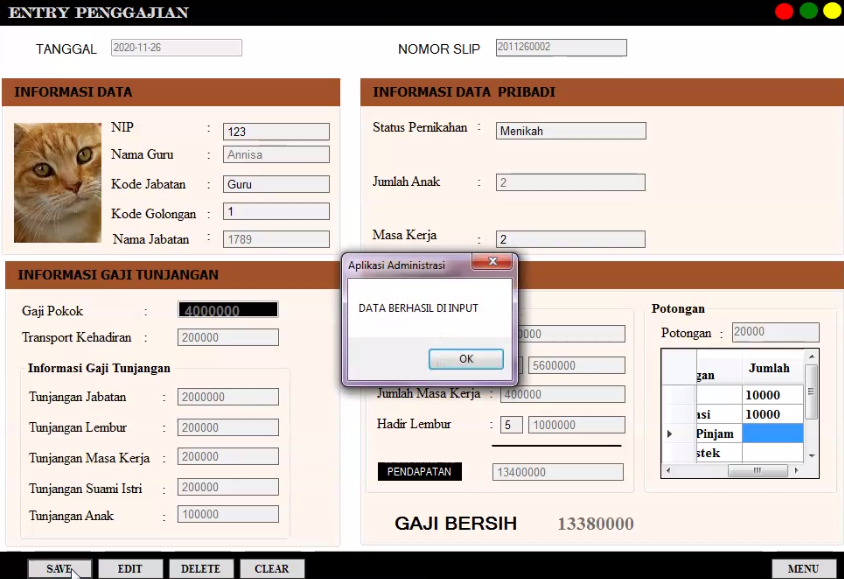 ENTRY PENGGAJIAN
TANGGAL 2020-11-26 NOMOR SLIP 2011260002
INFORMASI DATA
NIP : 123
Nama Guru : Annisa
Kode Jabatan : Guru
Kode Golongan : 1
Nama Jabatan : 1789
INFORMASI DATA PRIBADI
Status Pernikahan : Menikah
Jumlah Anak : 2
Masa Kerja : 2
INFORMASI GAJI TUNJANGAN
Gaji Pokok : 4000000
Transport Kehadiran : 200000
Informasi Gaji Tunjangan
Tunjangan Jabatan : 2000000
Tunjangan Lembur : 200000
Tunjangan Masa Kerja : 200000
Tunjangan Suami Istri : 200000
Tunjangan Anak : 100000
Aplikasi Administrasi
DATA BERHASIL DI INPUT
OK
5600000
Jumlah Masa Kerja : 400000
Hadir Lembur : 5 1000000
PENDAPATAN 13400000
Potongan
Potongan : 20000
gan Jumlah
10000
asi 10000
Pinjam
stek
GAJI BERSIH 13380000
SAVE EDIT DELETE CLEAR MENU